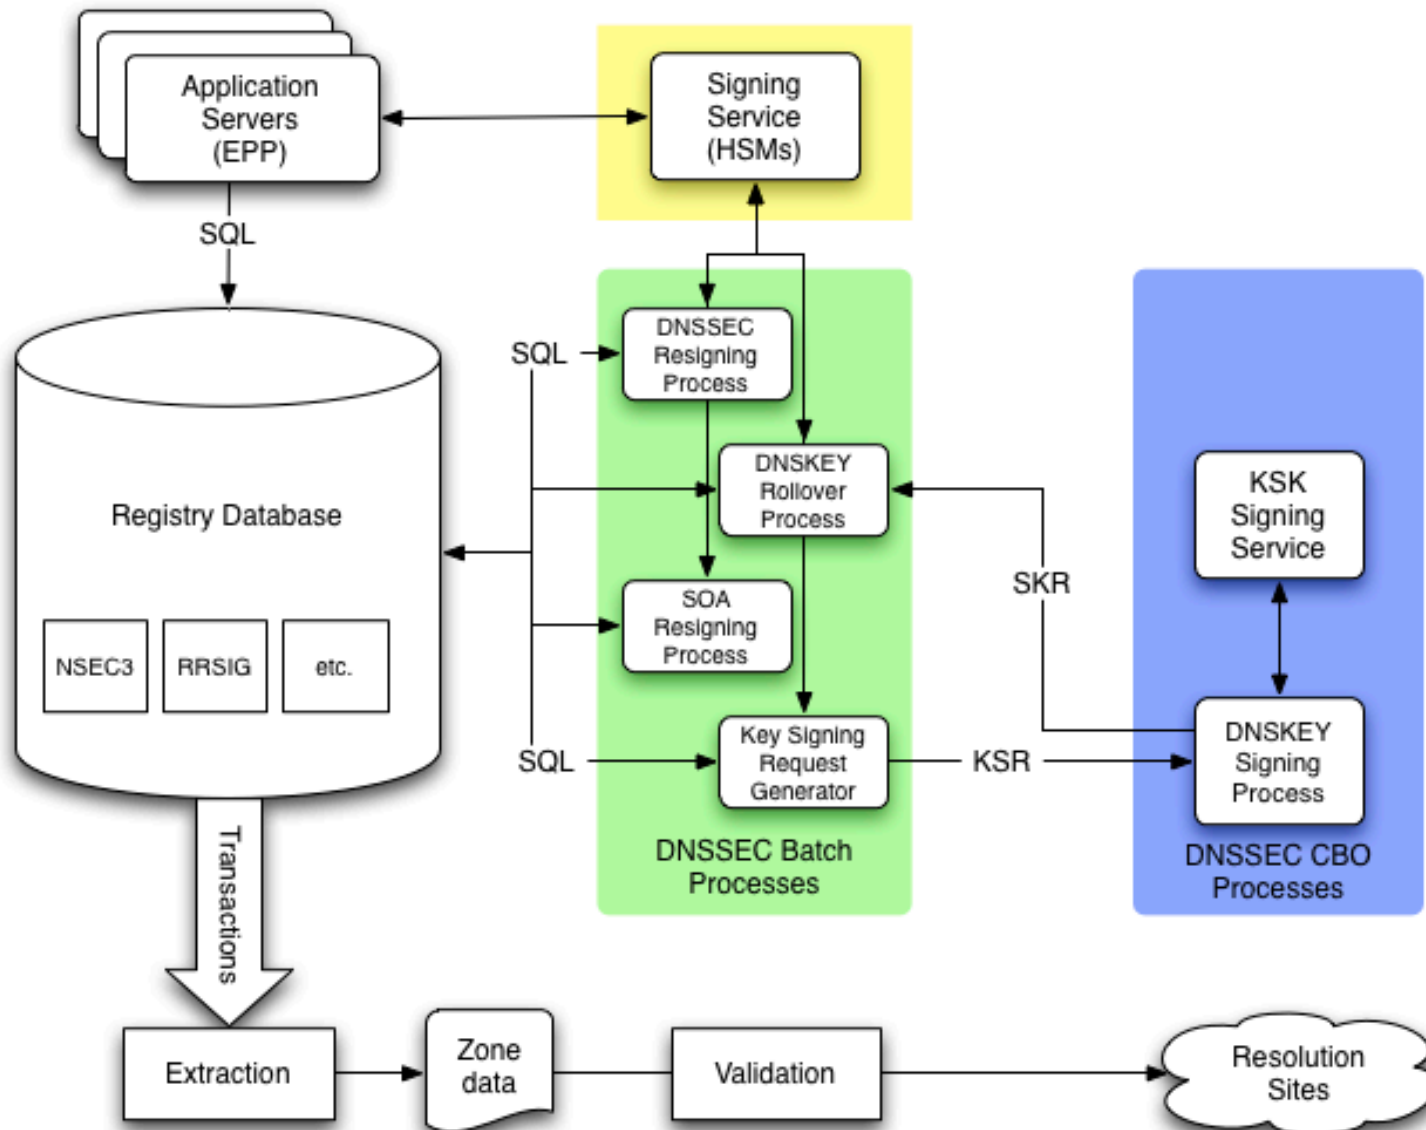 Application
Servers
(EPP)
Signing
Service
(HSMs)
SQL
DNSSEC
Resigning
Process
SQL
DNSKEY
Rollover
Process
KSK
Signing
Service
Registry Database
SKR
SOA
Resigning
Process
NSEC3
RRSIG
etc.
Key Signing
Request
Generator
SQL
KSR
DNSKEY
Signing
Process
DNSSEC Batch
Processes
DNSSEC CBO
Processes
Transactions
Extraction
Zone
data
Validation
Resolution
Sites